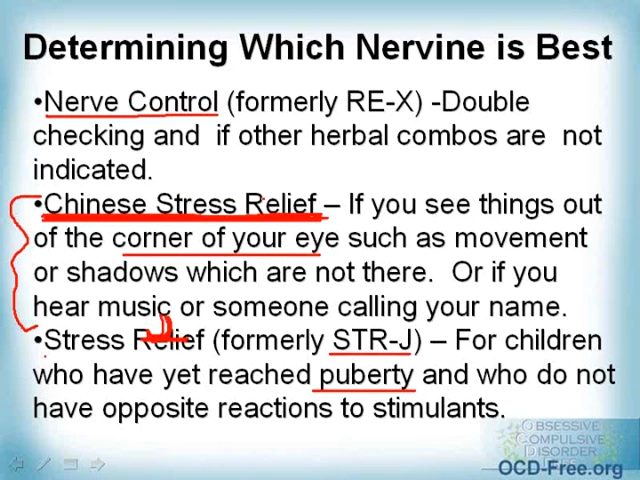 Determining Which Nervine is Best
•Nerve Control (formerly RE-X) -Double
checking and if other herbal combos are not
indicated.
•Chinese Stress Relief – If you see things out
of the corner of your eye such as movement
or shadows which are not there. Or if you
hear music or someone calling your name.
•Stress Relief (formerly STR-J) – For children
who have yet reached puberty and who do not
have opposite reactions to stimulants.
OBSESSIVE
COMPULSIVE
DISORDER
OCD-Free.org